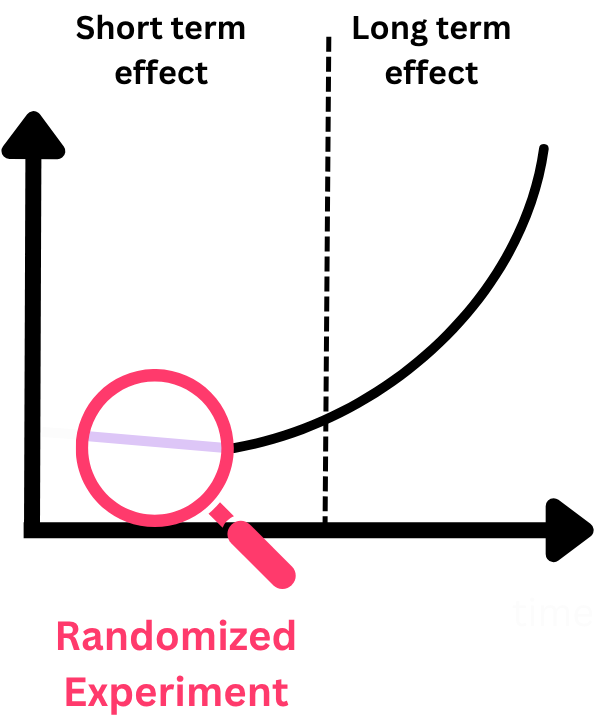 Short term
effect
Long term
effect
time
Randomized
Experiment